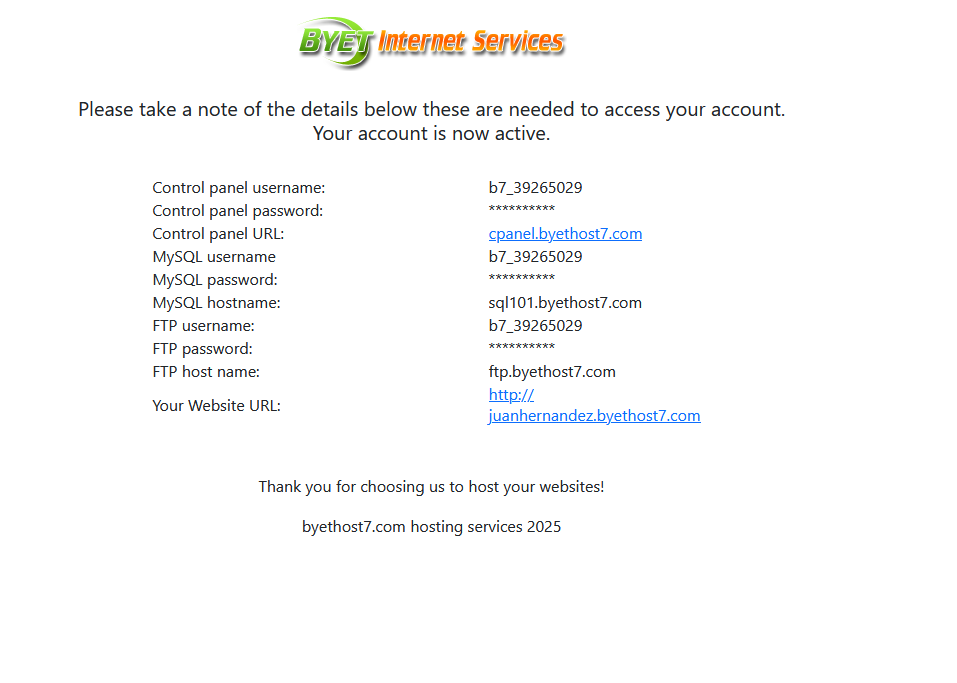 BYET Internet Services
Please take a note of the details below these are needed to access your account.
Your account is now active.
Control panel username: b7_39265029
Control panel password: **********
Control panel URL: cpanel.byethost7.com
MySQL username b7_39265029
MySQL password: **********
MySQL hostname: sql101.byethost7.com
FTP username: b7_39265029
FTP password: **********
FTP host name: ftp.byethost7.com
Your Website URL: http://
juanhernandez.byethost7.com
Thank you for choosing us to host your websites!
byethost7.com hosting services 2025